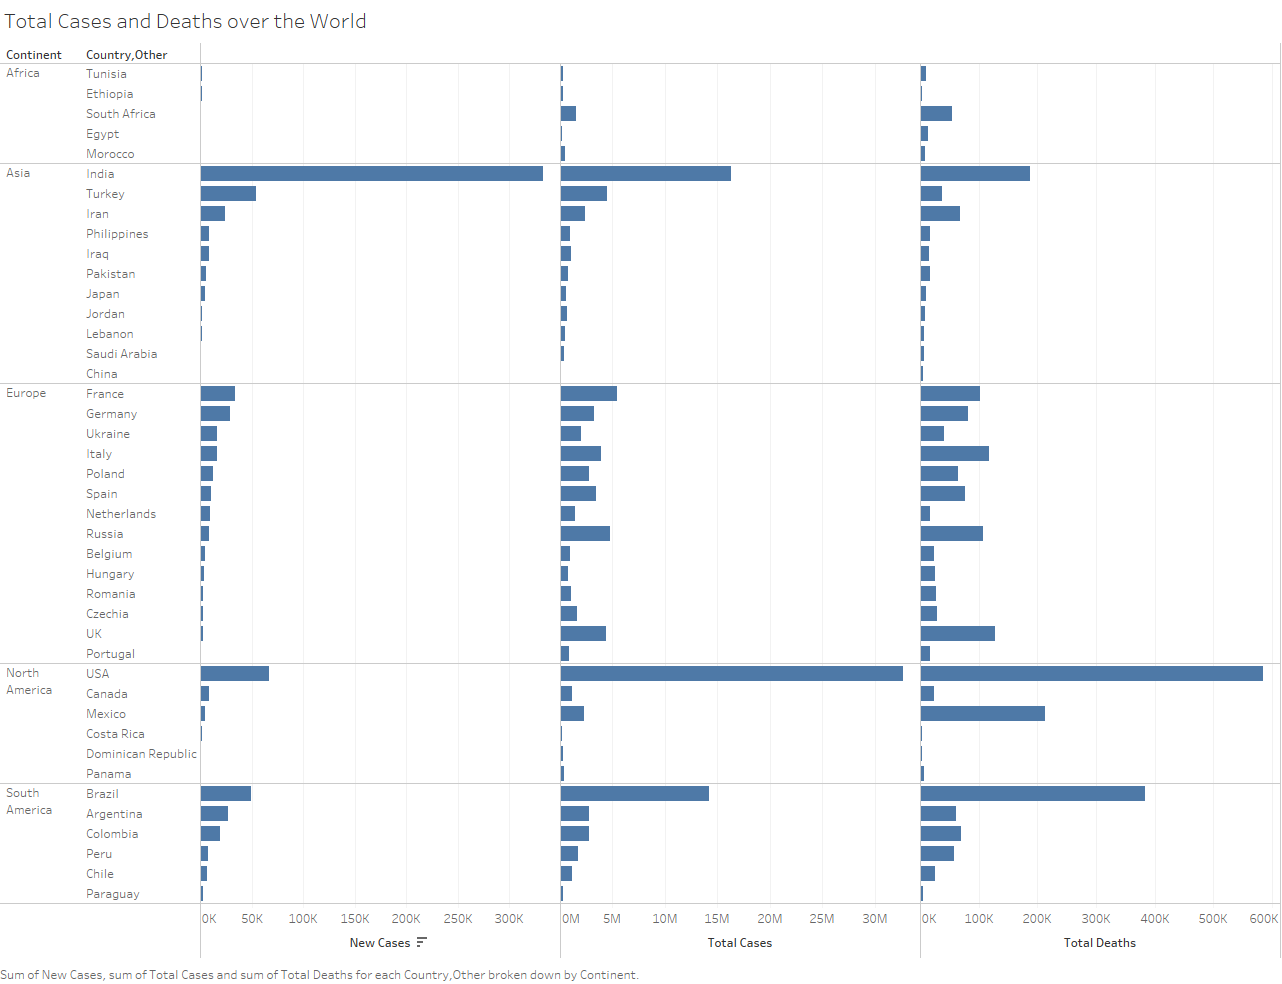 Total Cases and Deaths over the World
Continent Country,Other
Africa Tunisia
Ethiopia
South Africa
Egypt
Morocco
Asia India
Turkey
Iran
Philippines
Iraq
Pakistan
Japan
Jordan
Lebanon
Saudi Arabia
China
Europe France
Germany
Ukraine
Italy
Poland
Spain
Netherlands
Russia
Belgium
Hungary
Romania
Czechia
UK
Portugal
North America USA
Canada
Mexico
Costa Rica
Dominican Republic
Panama
South America Brazil
Argentina
Colombia
Peru
Chile
Paraguay
0K 50K 100K 150K 200K 250K 300K 0M 5M 10M 15M 20M 25M 30M 0K 100K 200K 300K 400K 500K 600K
New Cases Total Cases Total Deaths
Sum of New Cases, sum of Total Cases and sum of Total Deaths for each Country,Other broken down by Continent.